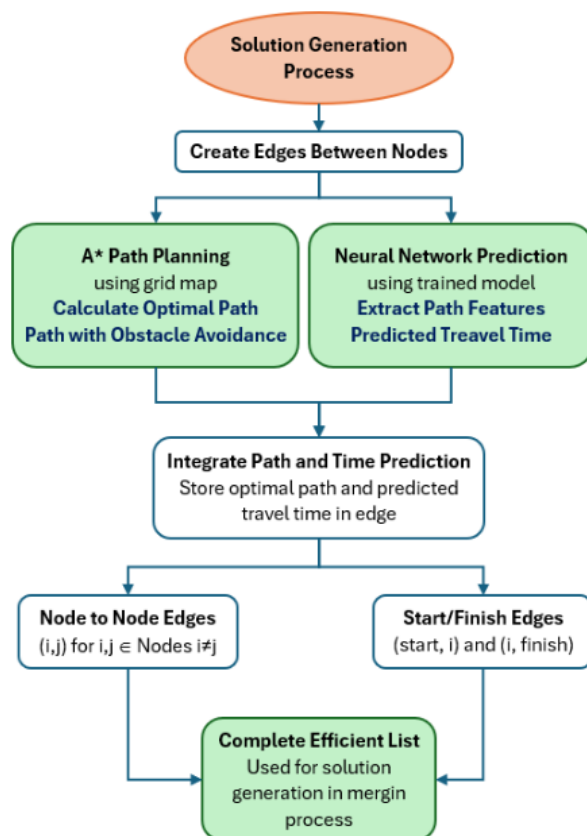 Solution Generation
Process
Create Edges Between Nodes
A* Path Planning
using grid map
Calculate Optimal Path
Path with Obstacle Avoidance
Neural Network Prediction
using trained model
Extract Path Features
Predicted Treavel Time
Integrate Path and Time Prediction
Store optimal path and predicted
travel time in edge
Node to Node Edges
(i,j) for i,j ∈ Nodes i≠j
Start/Finish Edges
(start, i) and (i, finish)
Complete Efficient List
Used for solution
generation in mergin
process